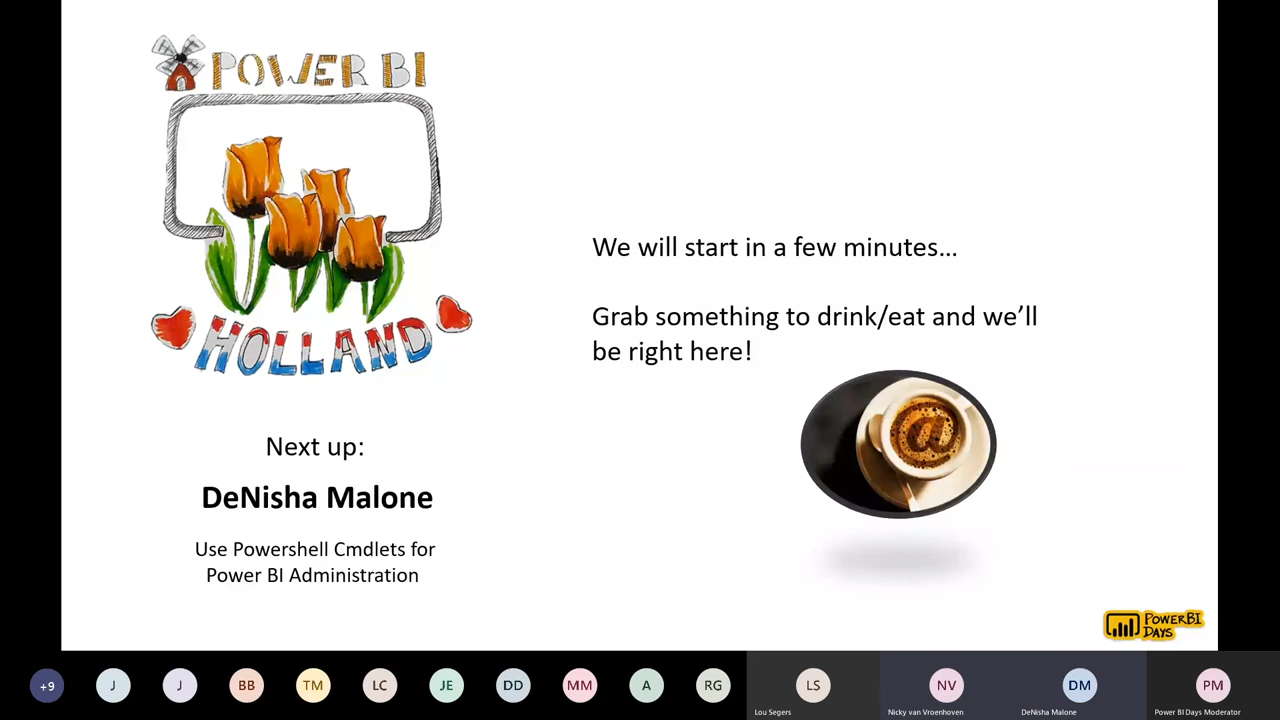 POWER BI
HOLLAND
We will start in a few minutes...
Grab something to drink/eat and we'll
be right here!
@
Next up:
DeNisha Malone
Use Powershell Cmdlets for
Power BI Administration
POWERBI
DAYS
+9
J
J
BB
TM
LC
JE
DD
MM
A
RG
LS
NV
DM
PM
Lou Segers
Nicky van Vroenhoven
DeNisha Malone
Power BI Days Moderator